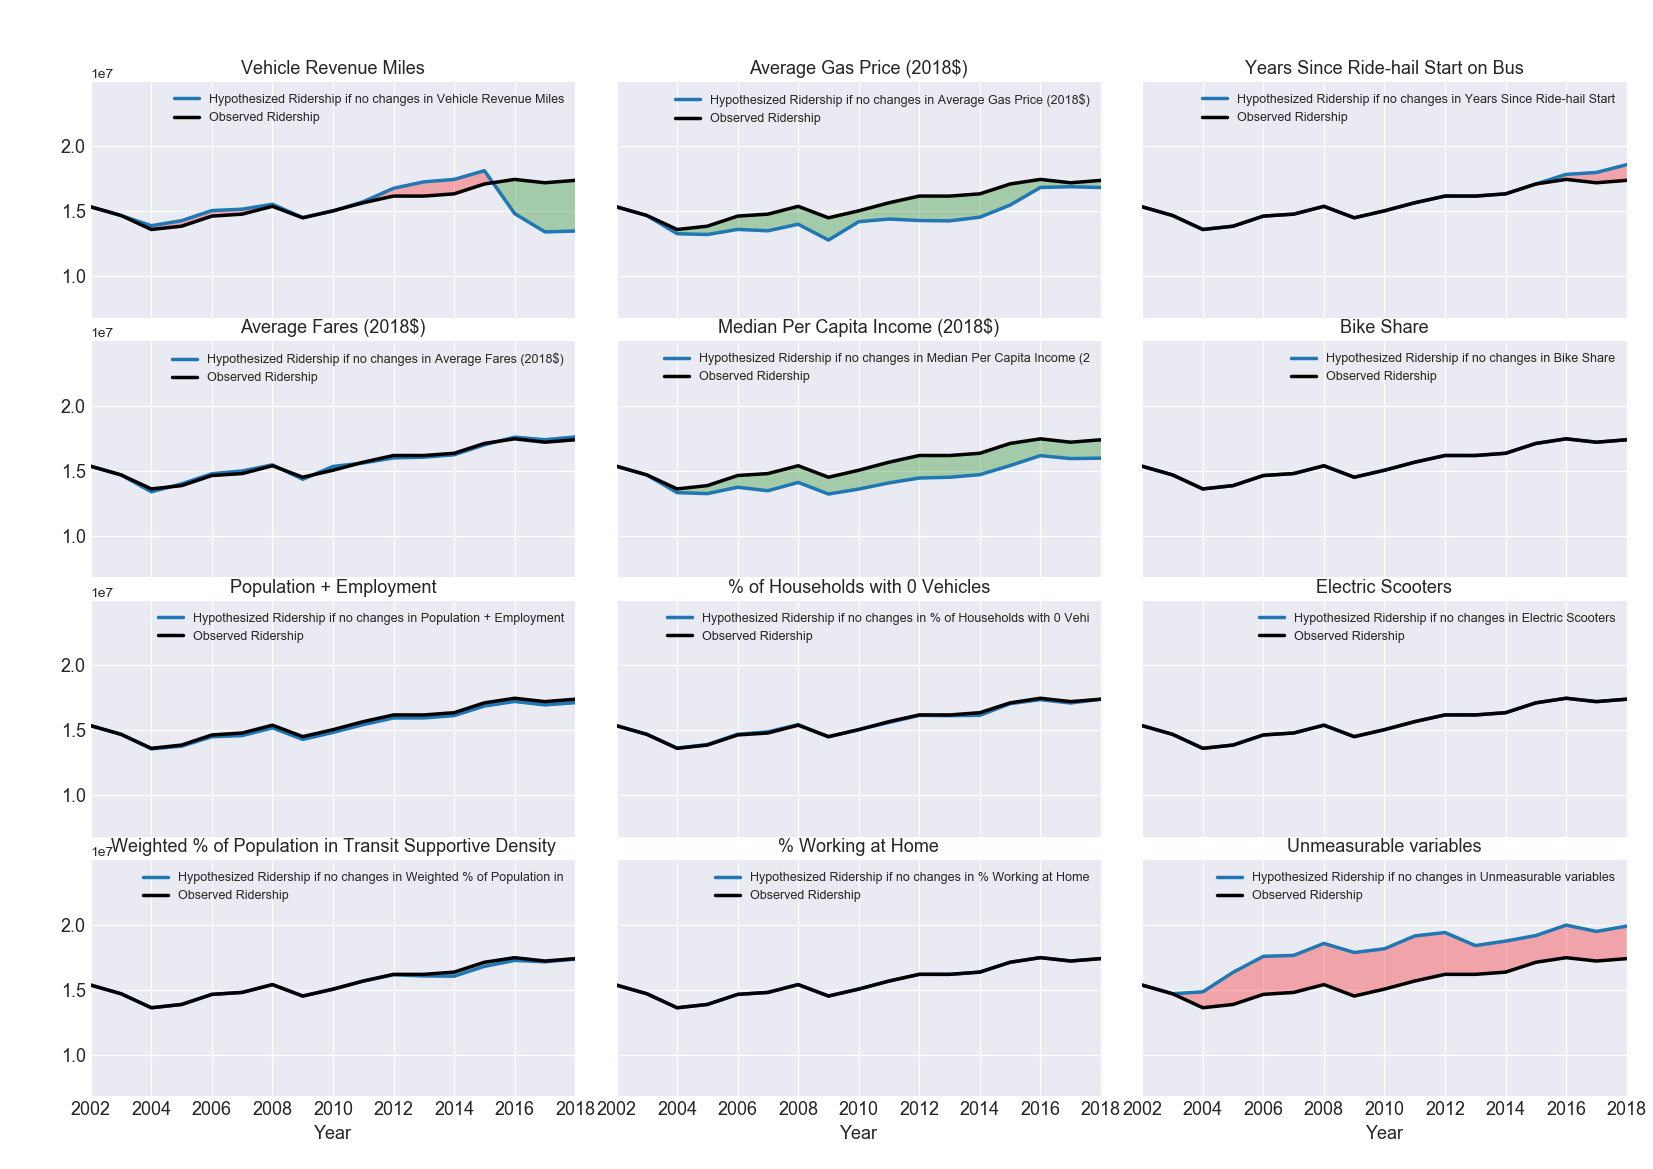 Vehicle Revenue Miles
1e7
Hypothesized Ridership if no changes in Vehicle Revenue Miles
Observed Ridership
2.0
1.5
1.0
Average Gas Price (2018$)
Hypothesized Ridership if no changes in Average Gas Price (2018$)
Observed Ridership
Years Since Ride-hail Start on Bus
Hypothesized Ridership if no changes in Years Since Ride-hail Start
Observed Ridership
Average Fares (2018$)
1e7
Hypothesized Ridership if no changes in Average Fares (2018$)
Observed Ridership
2.0
1.5
1.0
Median Per Capita Income (2018$)
Hypothesized Ridership if no changes in Median Per Capita Income (2
Observed Ridership
Bike Share
Hypothesized Ridership if no changes in Bike Share
Observed Ridership
Population + Employment
1e7
Hypothesized Ridership if no changes in Population + Employment
Observed Ridership
2.0
1.5
1.0
% of Households with 0 Vehicles
Hypothesized Ridership if no changes in % of Households with 0 Vehi
Observed Ridership
Electric Scooters
Hypothesized Ridership if no changes in Electric Scooters
Observed Ridership
Weighted % of Population in Transit Supportive Density
1e7
Hypothesized Ridership if no changes in Weighted % of Population in
Observed Ridership
2.0
1.5
1.0
2002 2004 2006 2008 2010 2012 2014 2016 2018
Year
% Working at Home
Hypothesized Ridership if no changes in % Working at Home
Observed Ridership
2002 2004 2006 2008 2010 2012 2014 2016 2018
Year
Unmeasurable variables
Hypothesized Ridership if no changes in Unmeasurable variables
Observed Ridership
2002 2004 2006 2008 2010 2012 2014 2016 2018
Year